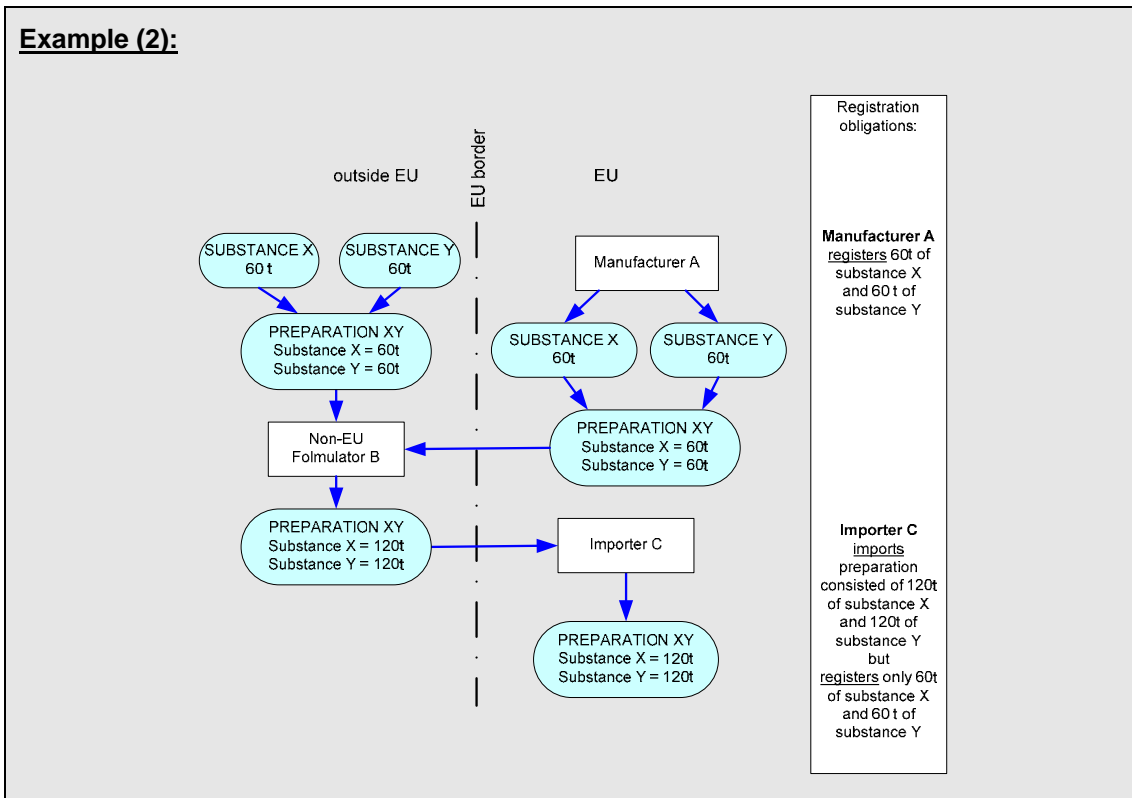 Example (2):
outside EU
EU border
EU
SUBSTANCE X
60 t
SUBSTANCE Y
60t
PREPARATION XY
Substance X = 60t
Substance Y = 60t
Non-EU
Folmulator B
PREPARATION XY
Substance X = 120t
Substance Y = 120t
Manufacturer A
SUBSTANCE X
60t
SUBSTANCE Y
60t
PREPARATION XY
Substance X = 60t
Substance Y = 60t
Importer C
PREPARATION XY
Substance X = 120t
Substance Y = 120t
Registration
obligations:
Manufacturer A
registers 60t of
substance X
and 60 t of
substance Y
Importer C
imports
preparation
consisted of 120t
of substance X
and 120t of
substance Y
but
registers only 60t
of substance X
and 60 t of
substance Y